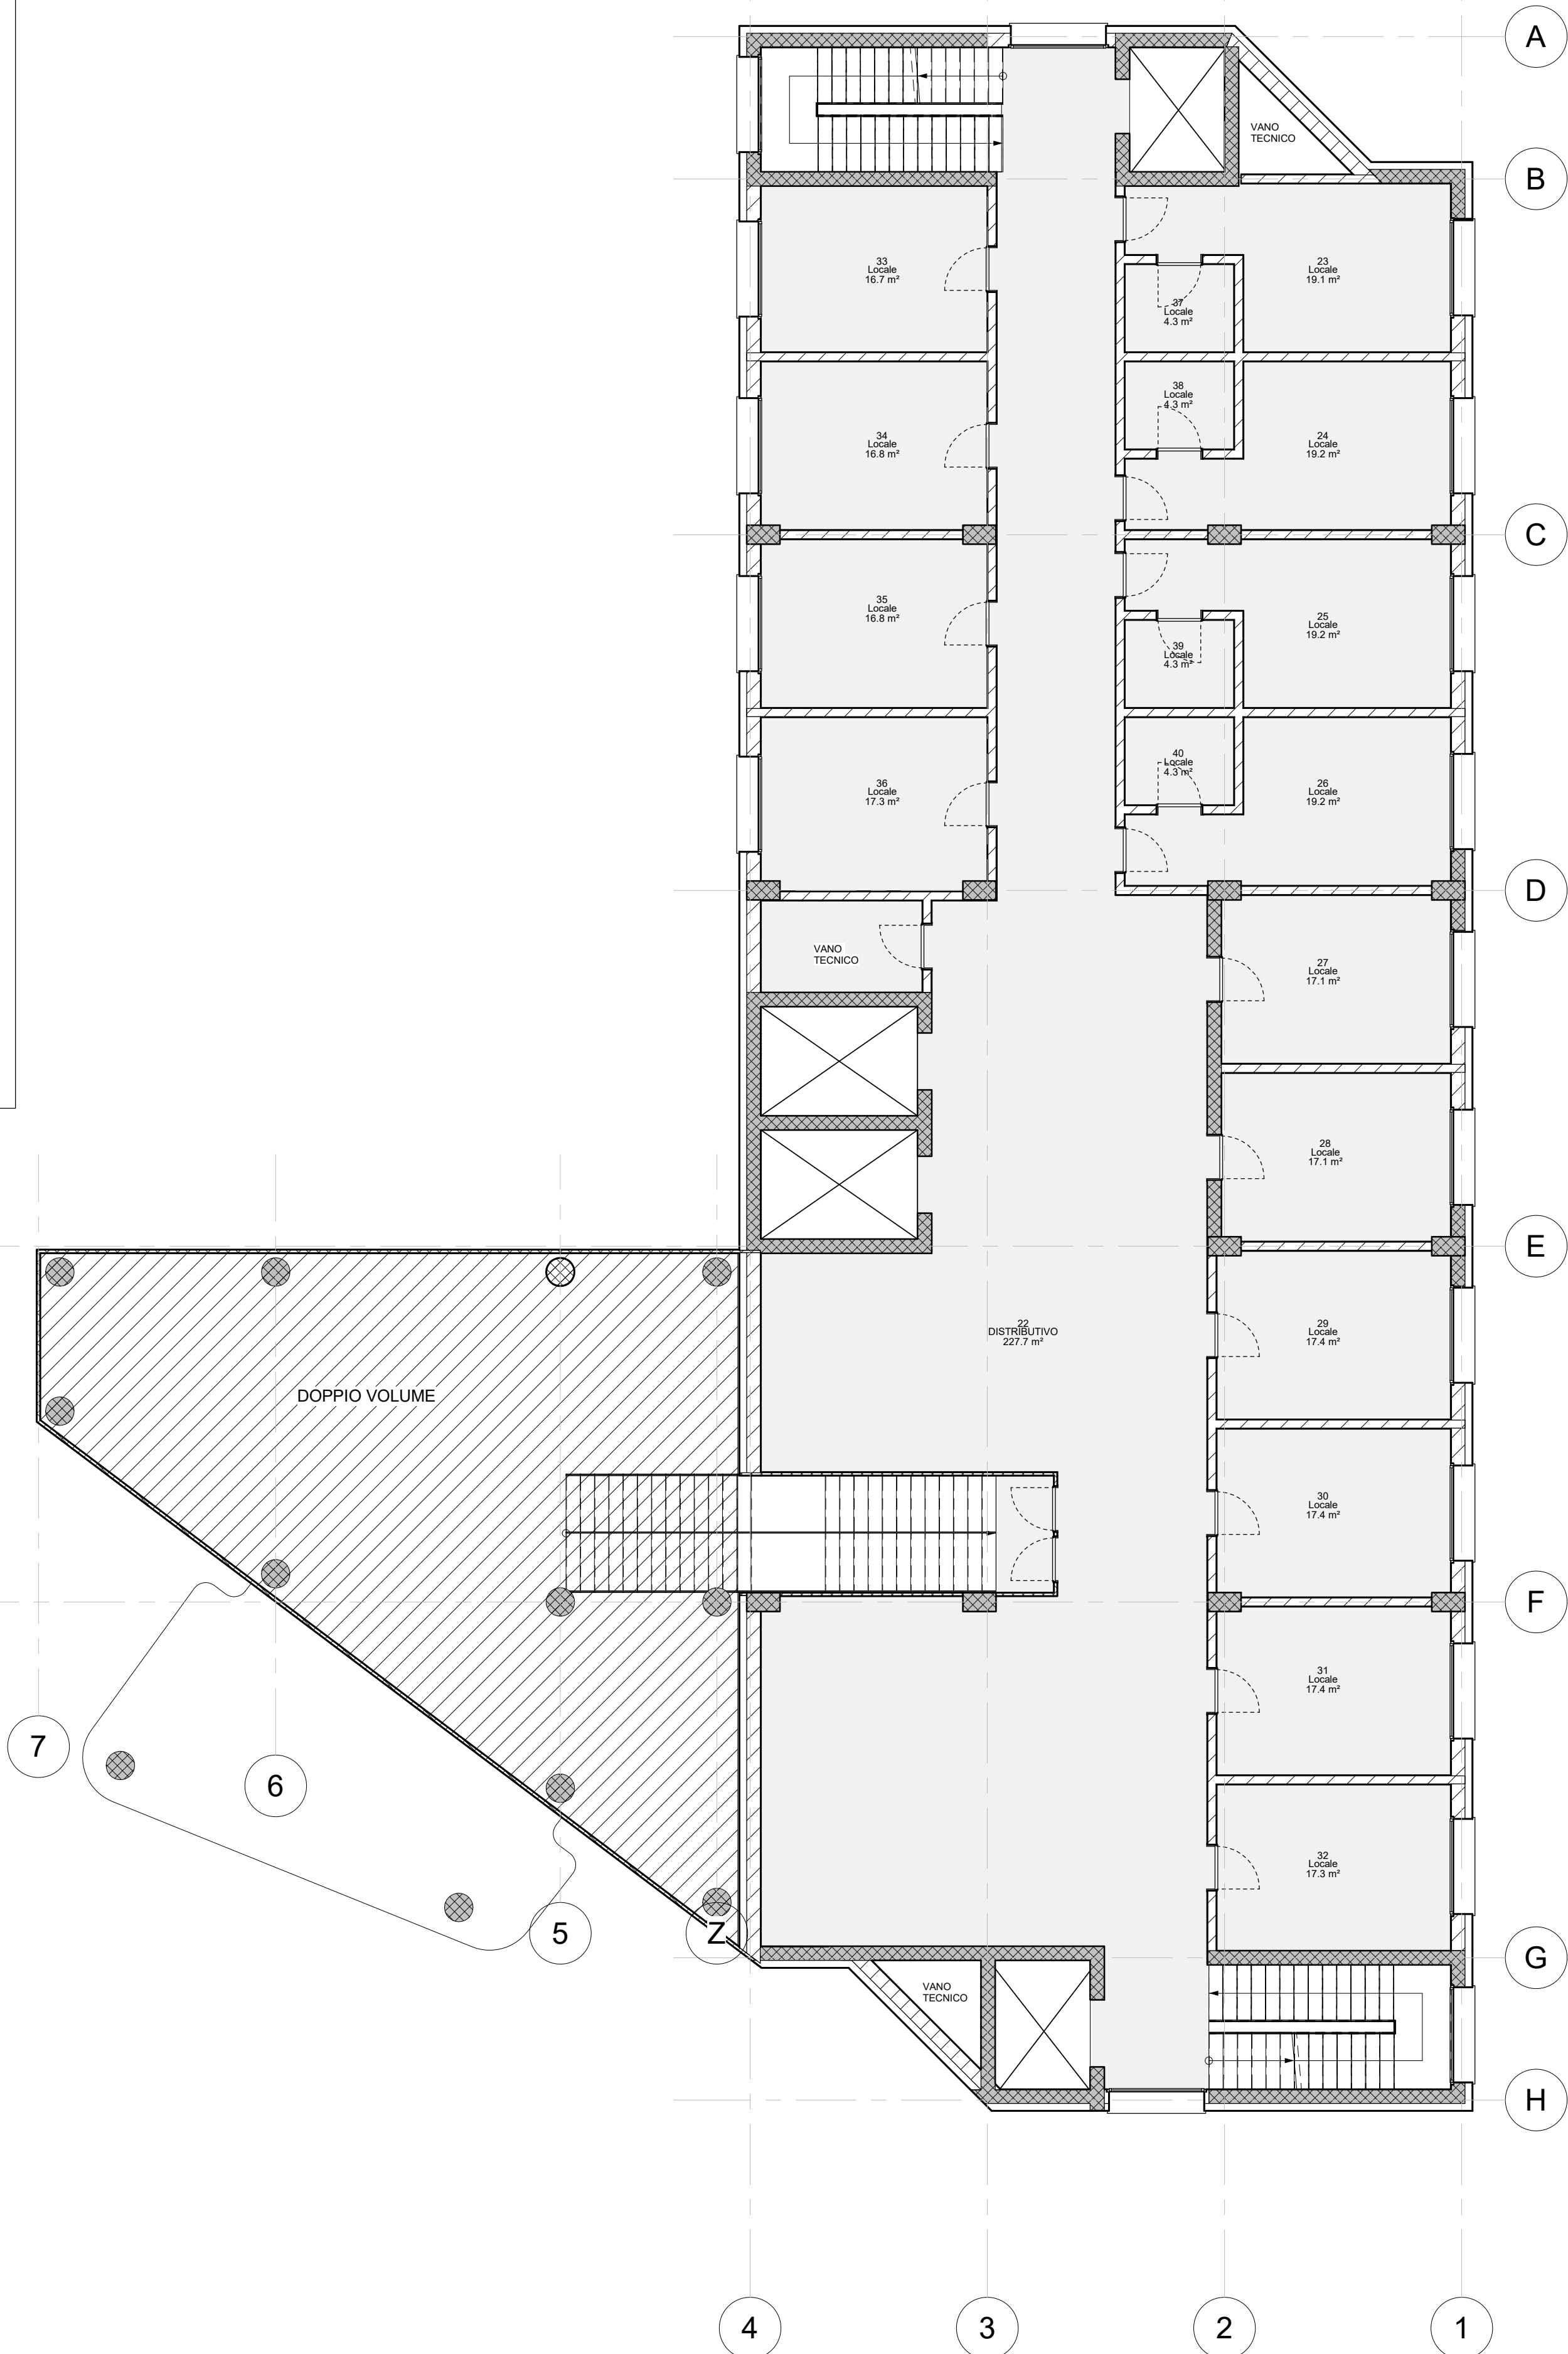 A
VANO
TECNICO
B
33
Locale
16.7 m²
23
Locale
19.1 m²
37
Locale
4.3 m²
38
Locale
4.3 m²
34
Locale
16.8 m²
24
Locale
19.2 m²
C
35
Locale
16.8 m²
25
Locale
19.2 m²
39
Locale
4.3 m²
40
Locale
4.3 m²
36
Locale
17.3 m²
26
Locale
19.2 m²
D
VANO
TECNICO
27
Locale
17.1 m²
28
Locale
17.1 m²
E
22
DISTRIBUTIVO
227.7 m²
29
Locale
17.4 m²
DOPPIO VOLUME
30
Locale
17.4 m²
F
31
Locale
17.4 m²
7
6
32
Locale
17.3 m²
5
Z
G
VANO
TECNICO
H
4
3
2
1